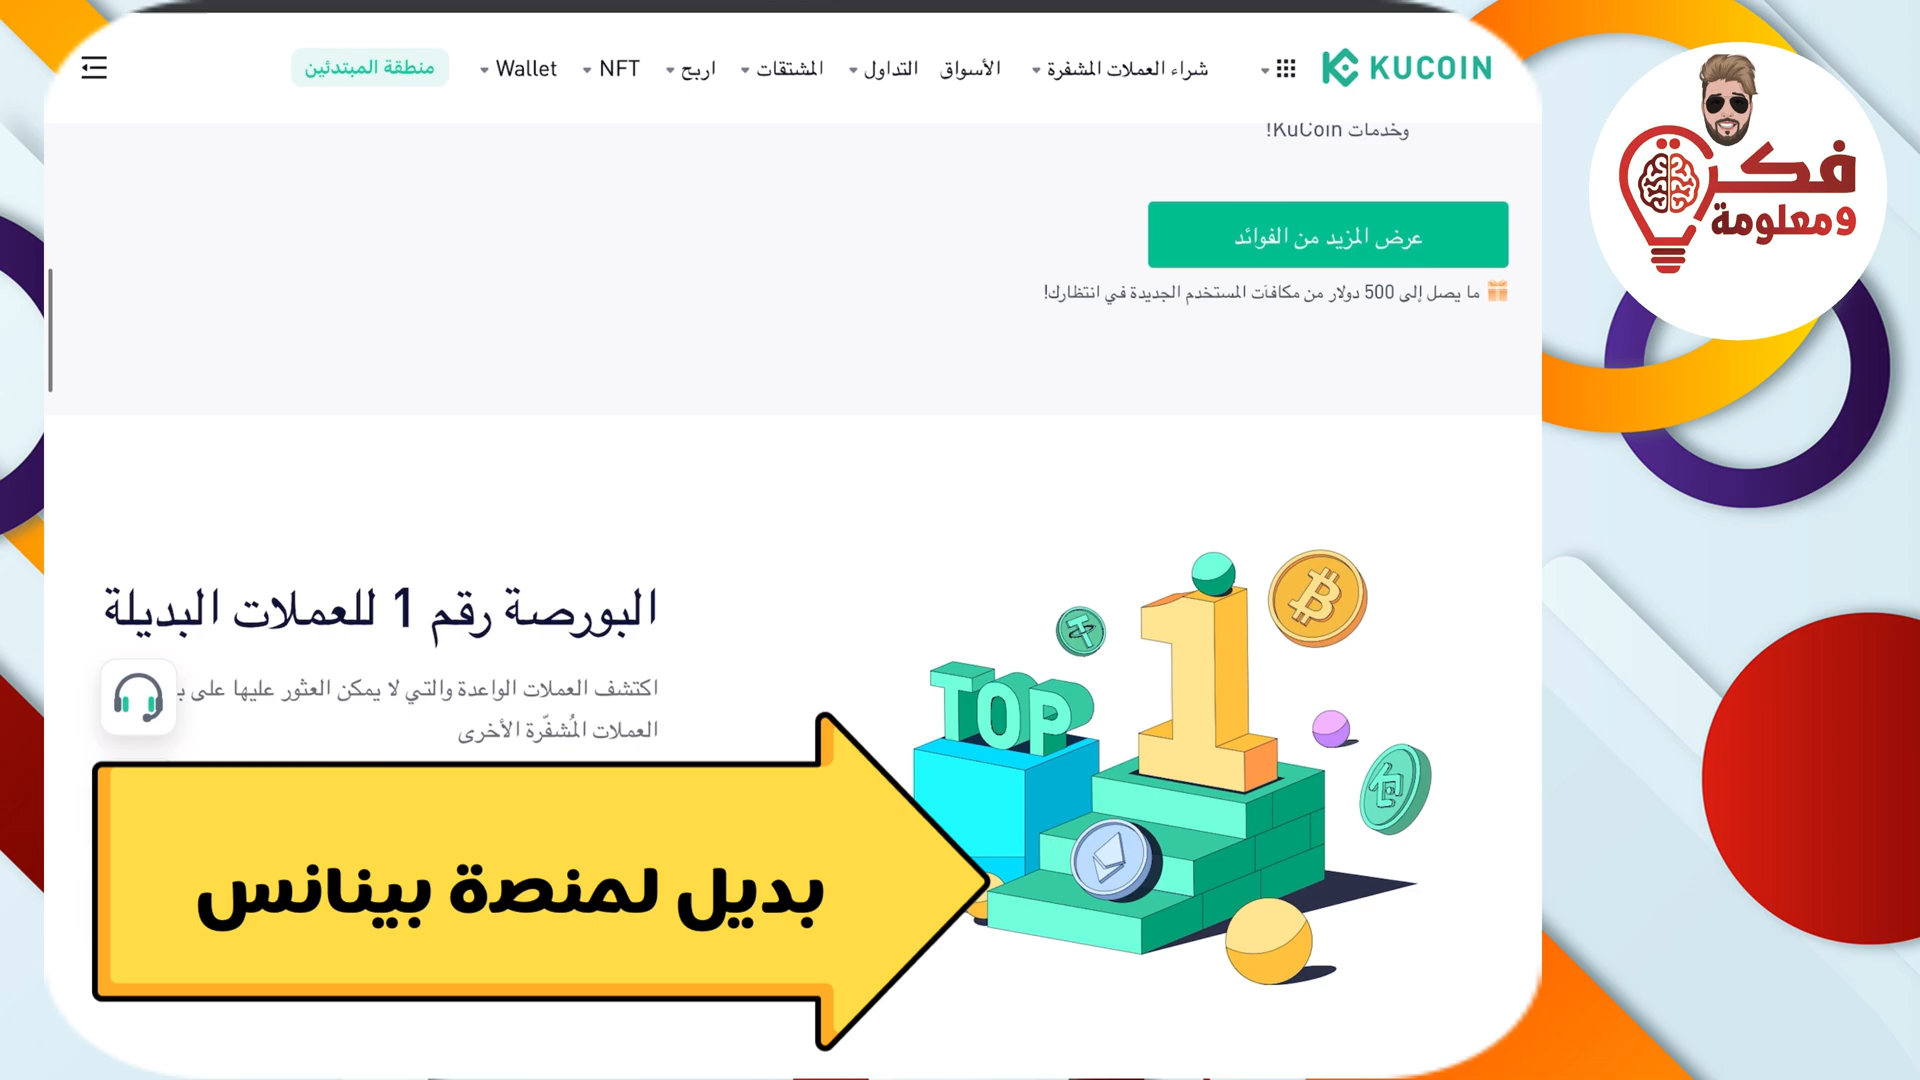 KUCOIN
شراء العملات المشفرة
الأسواق
التداول
المشتقات
اربح
NFT
Wallet
منطقة المبتدئين
وخدمات KuCoin!
عرض المزيد من الفوائد
ما يصل إلى 500 دولار من مكافآت المستخدم الجديدة في انتظارك!
فكرة
ومعلومة
البورصة رقم 1 للعملات البديلة
اكتشف العملات الواعدة والتي لا يمكن العثور عليها على بـ
العملات المُشفّرة الأخرى
TOP
1
بديل لمنصة بينانس